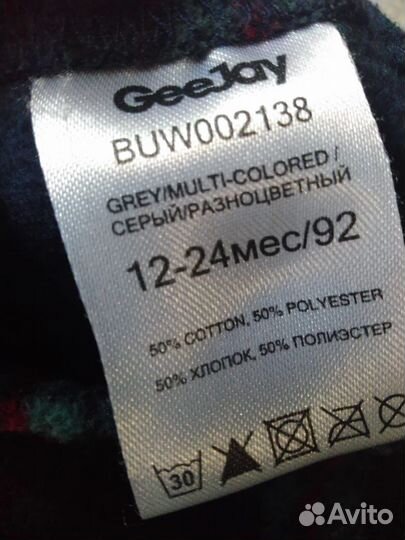 GeeJay
BUW002138
GREY/MULTI-COLORED/
СЕРЫЙ/РАЗНОЦВЕТНЫЙ
12-24мес/92
50% COTTON, 50% POLYESTER
50% ХЛОПОК, 50% ПОЛИЭСТЕР
30
Avito